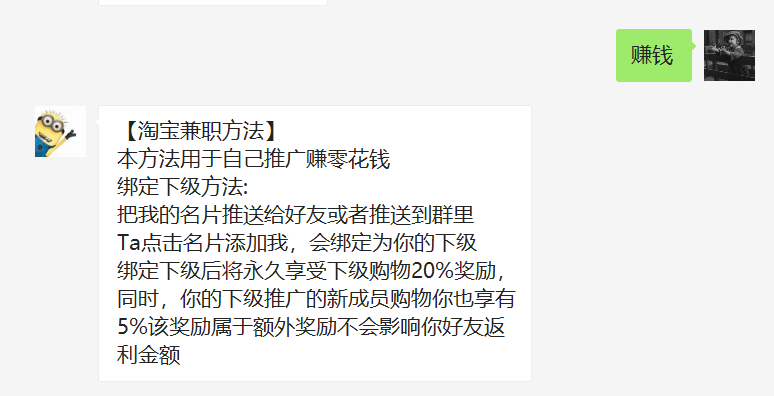 赚钱
【淘宝兼职方法】
本方法用于自己推广赚零花钱
绑定下级方法:
把我的名片推送给好友或者推送到群里
Ta点击名片添加我，会绑定为你的下级
绑定下级后将永久享受下级购物20%奖励，
同时，你的下级推广的新成员购物你也享有
5%该奖励属于额外奖励不会影响你好友返
利金额